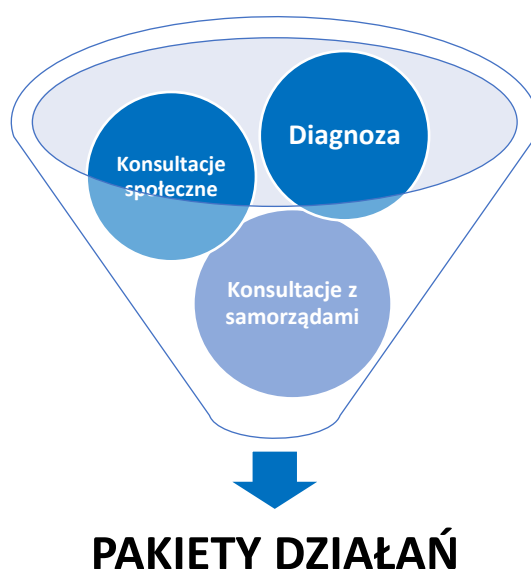 Diagnoza
Konsultacje
społeczne
Konsultacje z
samorządami
PAKIETY DZIAŁAŃ